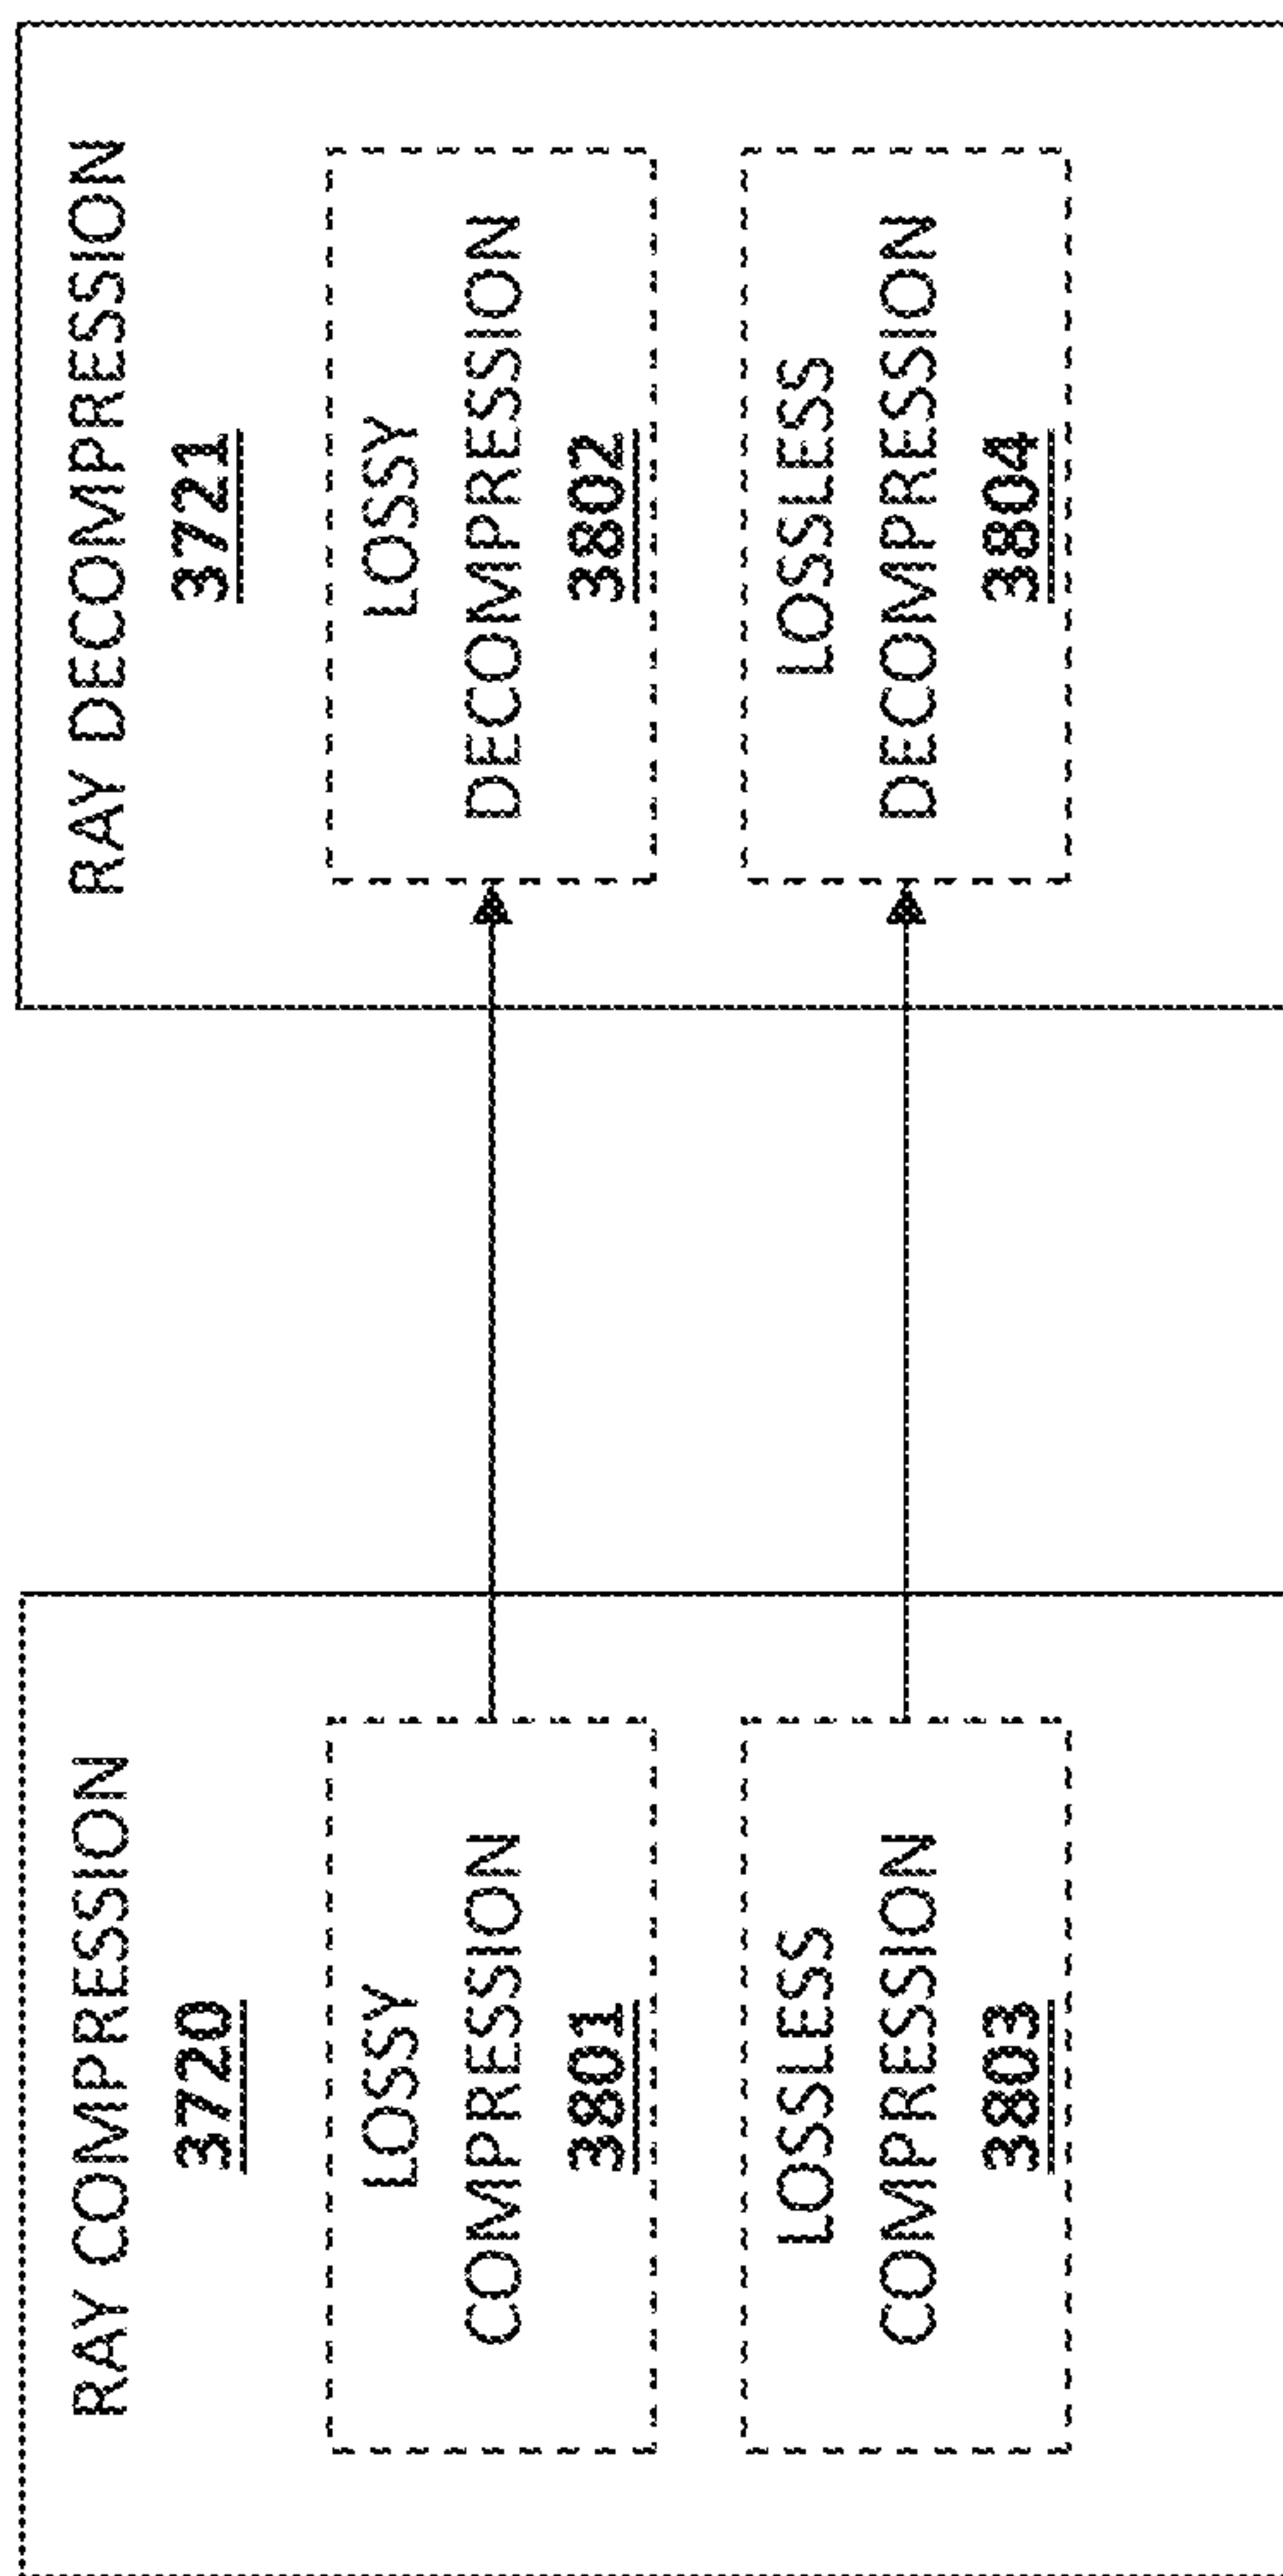 RAY COMPRESSION
3720
LOSSY
COMPRESSION
3801
LOSSLESS
COMPRESSION
3803
RAY DECOMPRESSION
3721
LOSSY
DECOMPRESSION
3802
LOSSLESS
DECOMPRESSION
3804